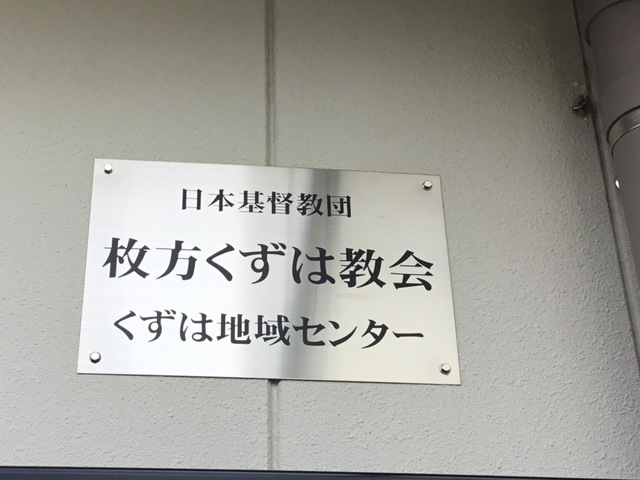 日本基督教団
枚方くずは教会
くずは地域センター